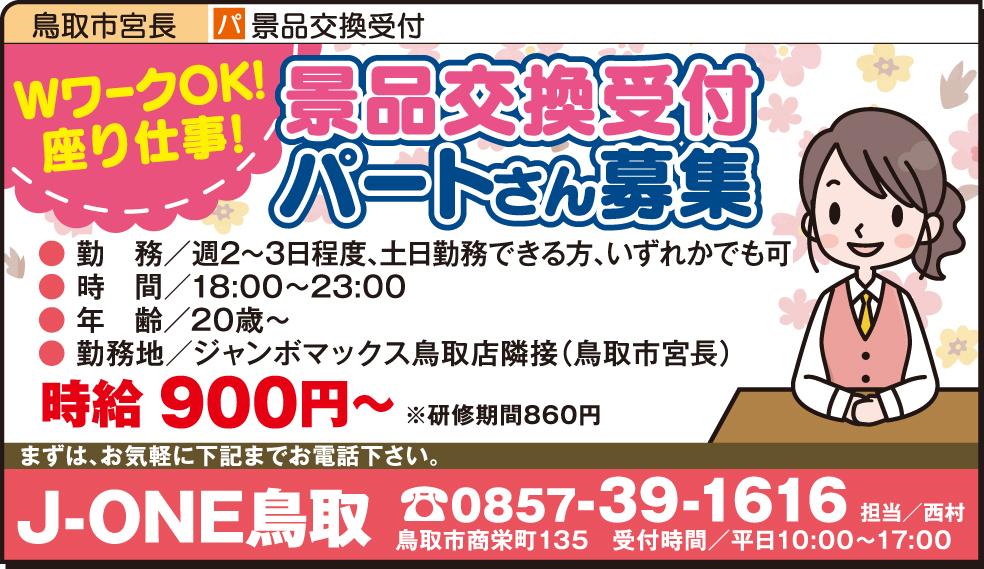 鳥取市宮長 パ 景品交換受付
WワークOK!
座り仕事!
景品交換受付
パートさん募集
● 勤　務／週2〜3日程度、土日勤務できる方、いずれかでも可
● 時　間／18:00〜23:00
● 年　齢／20歳〜
● 勤務地／ジャンボマックス鳥取店隣接（鳥取市宮長）
時給 900円〜 ※研修期間860円
まずは、お気軽に下記までお電話下さい。
J-ONE鳥取
☎0857-39-1616 担当／西村
鳥取市商栄町135　受付時間／平日10:00〜17:00